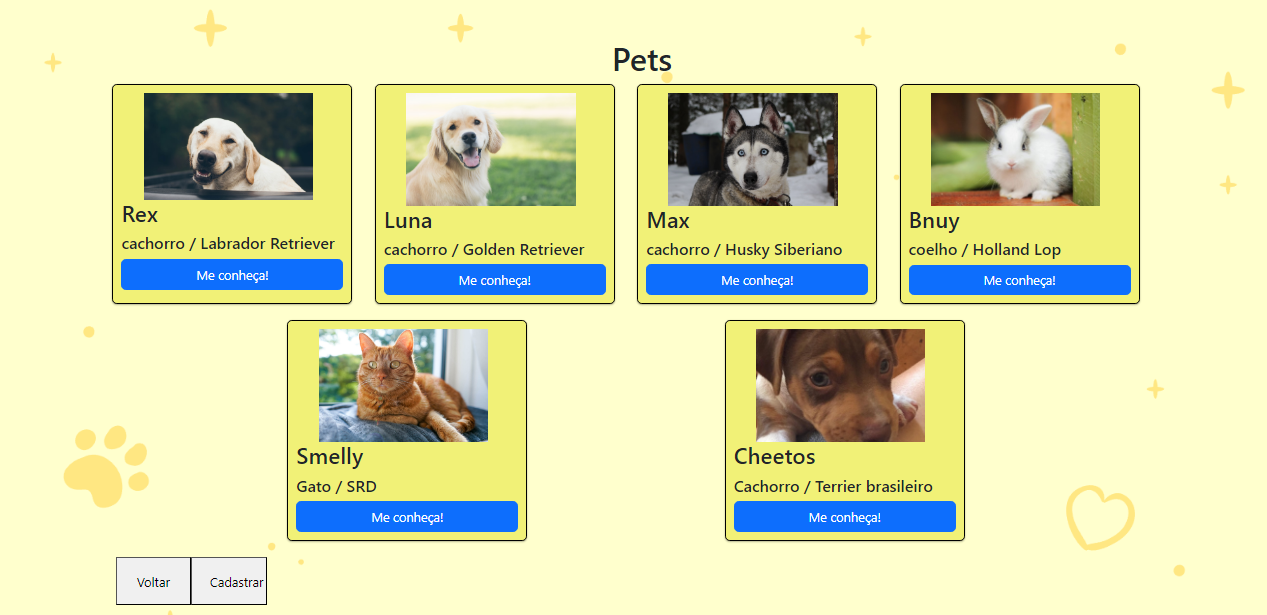 Pets
Rex
cachorro / Labrador Retriever
Me conheça!
Luna
cachorro / Golden Retriever
Me conheça!
Max
cachorro / Husky Siberiano
Me conheça!
Bnuy
coelho / Holland Lop
Me conheça!
Smelly
Gato / SRD
Me conheça!
Cheetos
Cachorro / Terrier brasileiro
Me conheça!
Voltar
Cadastrar